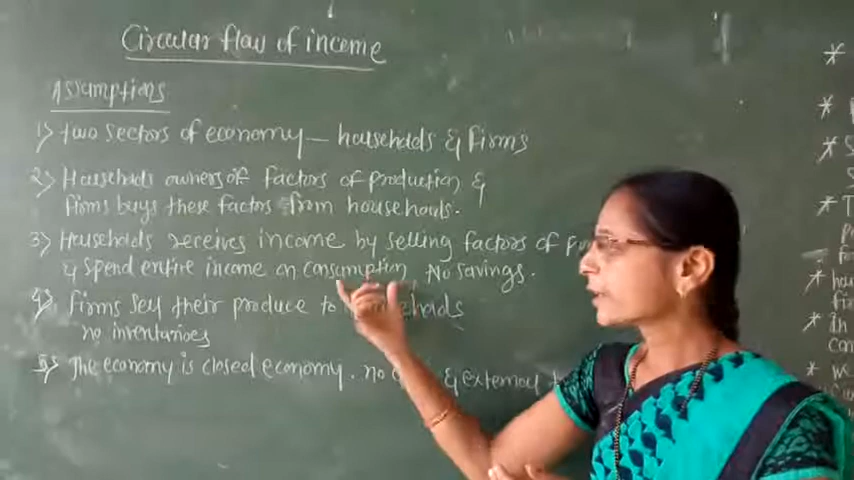 Circular flow of income
Assumptions
1) two sectors of economy — households & firms
2) Households owners of factors of production &
firms buys these factors from households.
3) Households receives income by selling factors of
& spend entire income on consumption No savings.
4) firms sell their produce to households
no inventories
5) The economy is closed economy. no & external